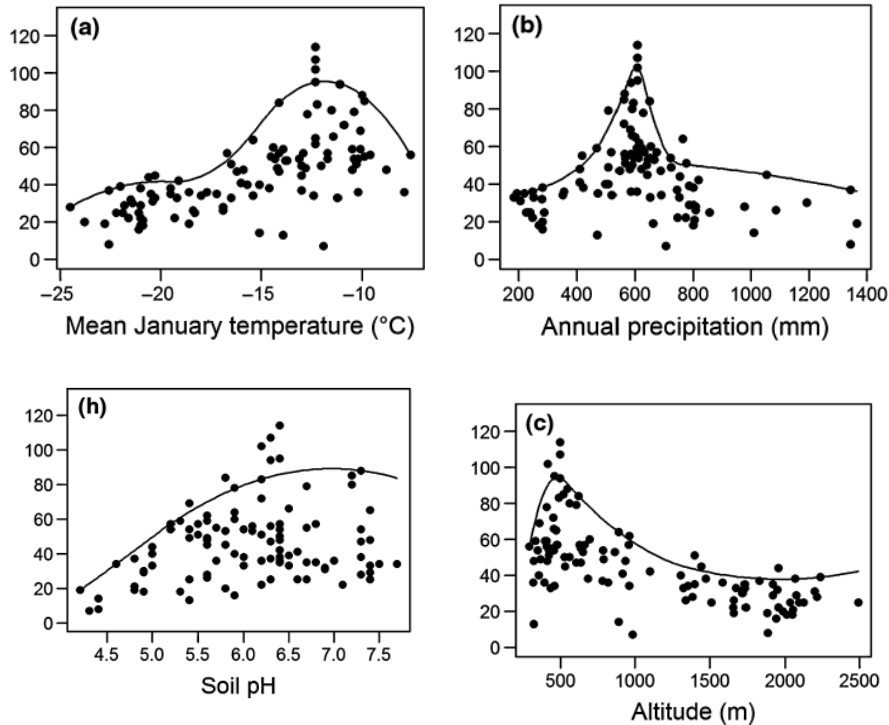 (a)
120
100
80
60
40
20
0
−25 −20 −15 −10
Mean January temperature (°C)
(b)
120
100
80
60
40
20
0
200 400 600 800 1000 1200 1400
Annual precipitation (mm)
(h)
120
100
80
60
40
20
0
4.5 5.0 5.5 6.0 6.5 7.0 7.5
Soil pH
(c)
120
100
80
60
40
20
0
500 1000 1500 2000 2500
Altitude (m)